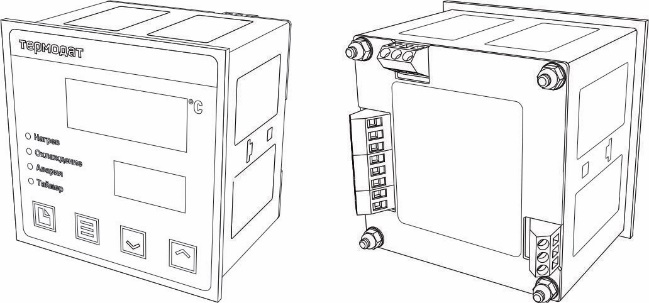 термодат
°C
Нагрев
Охлаждение
Авария
Таймер